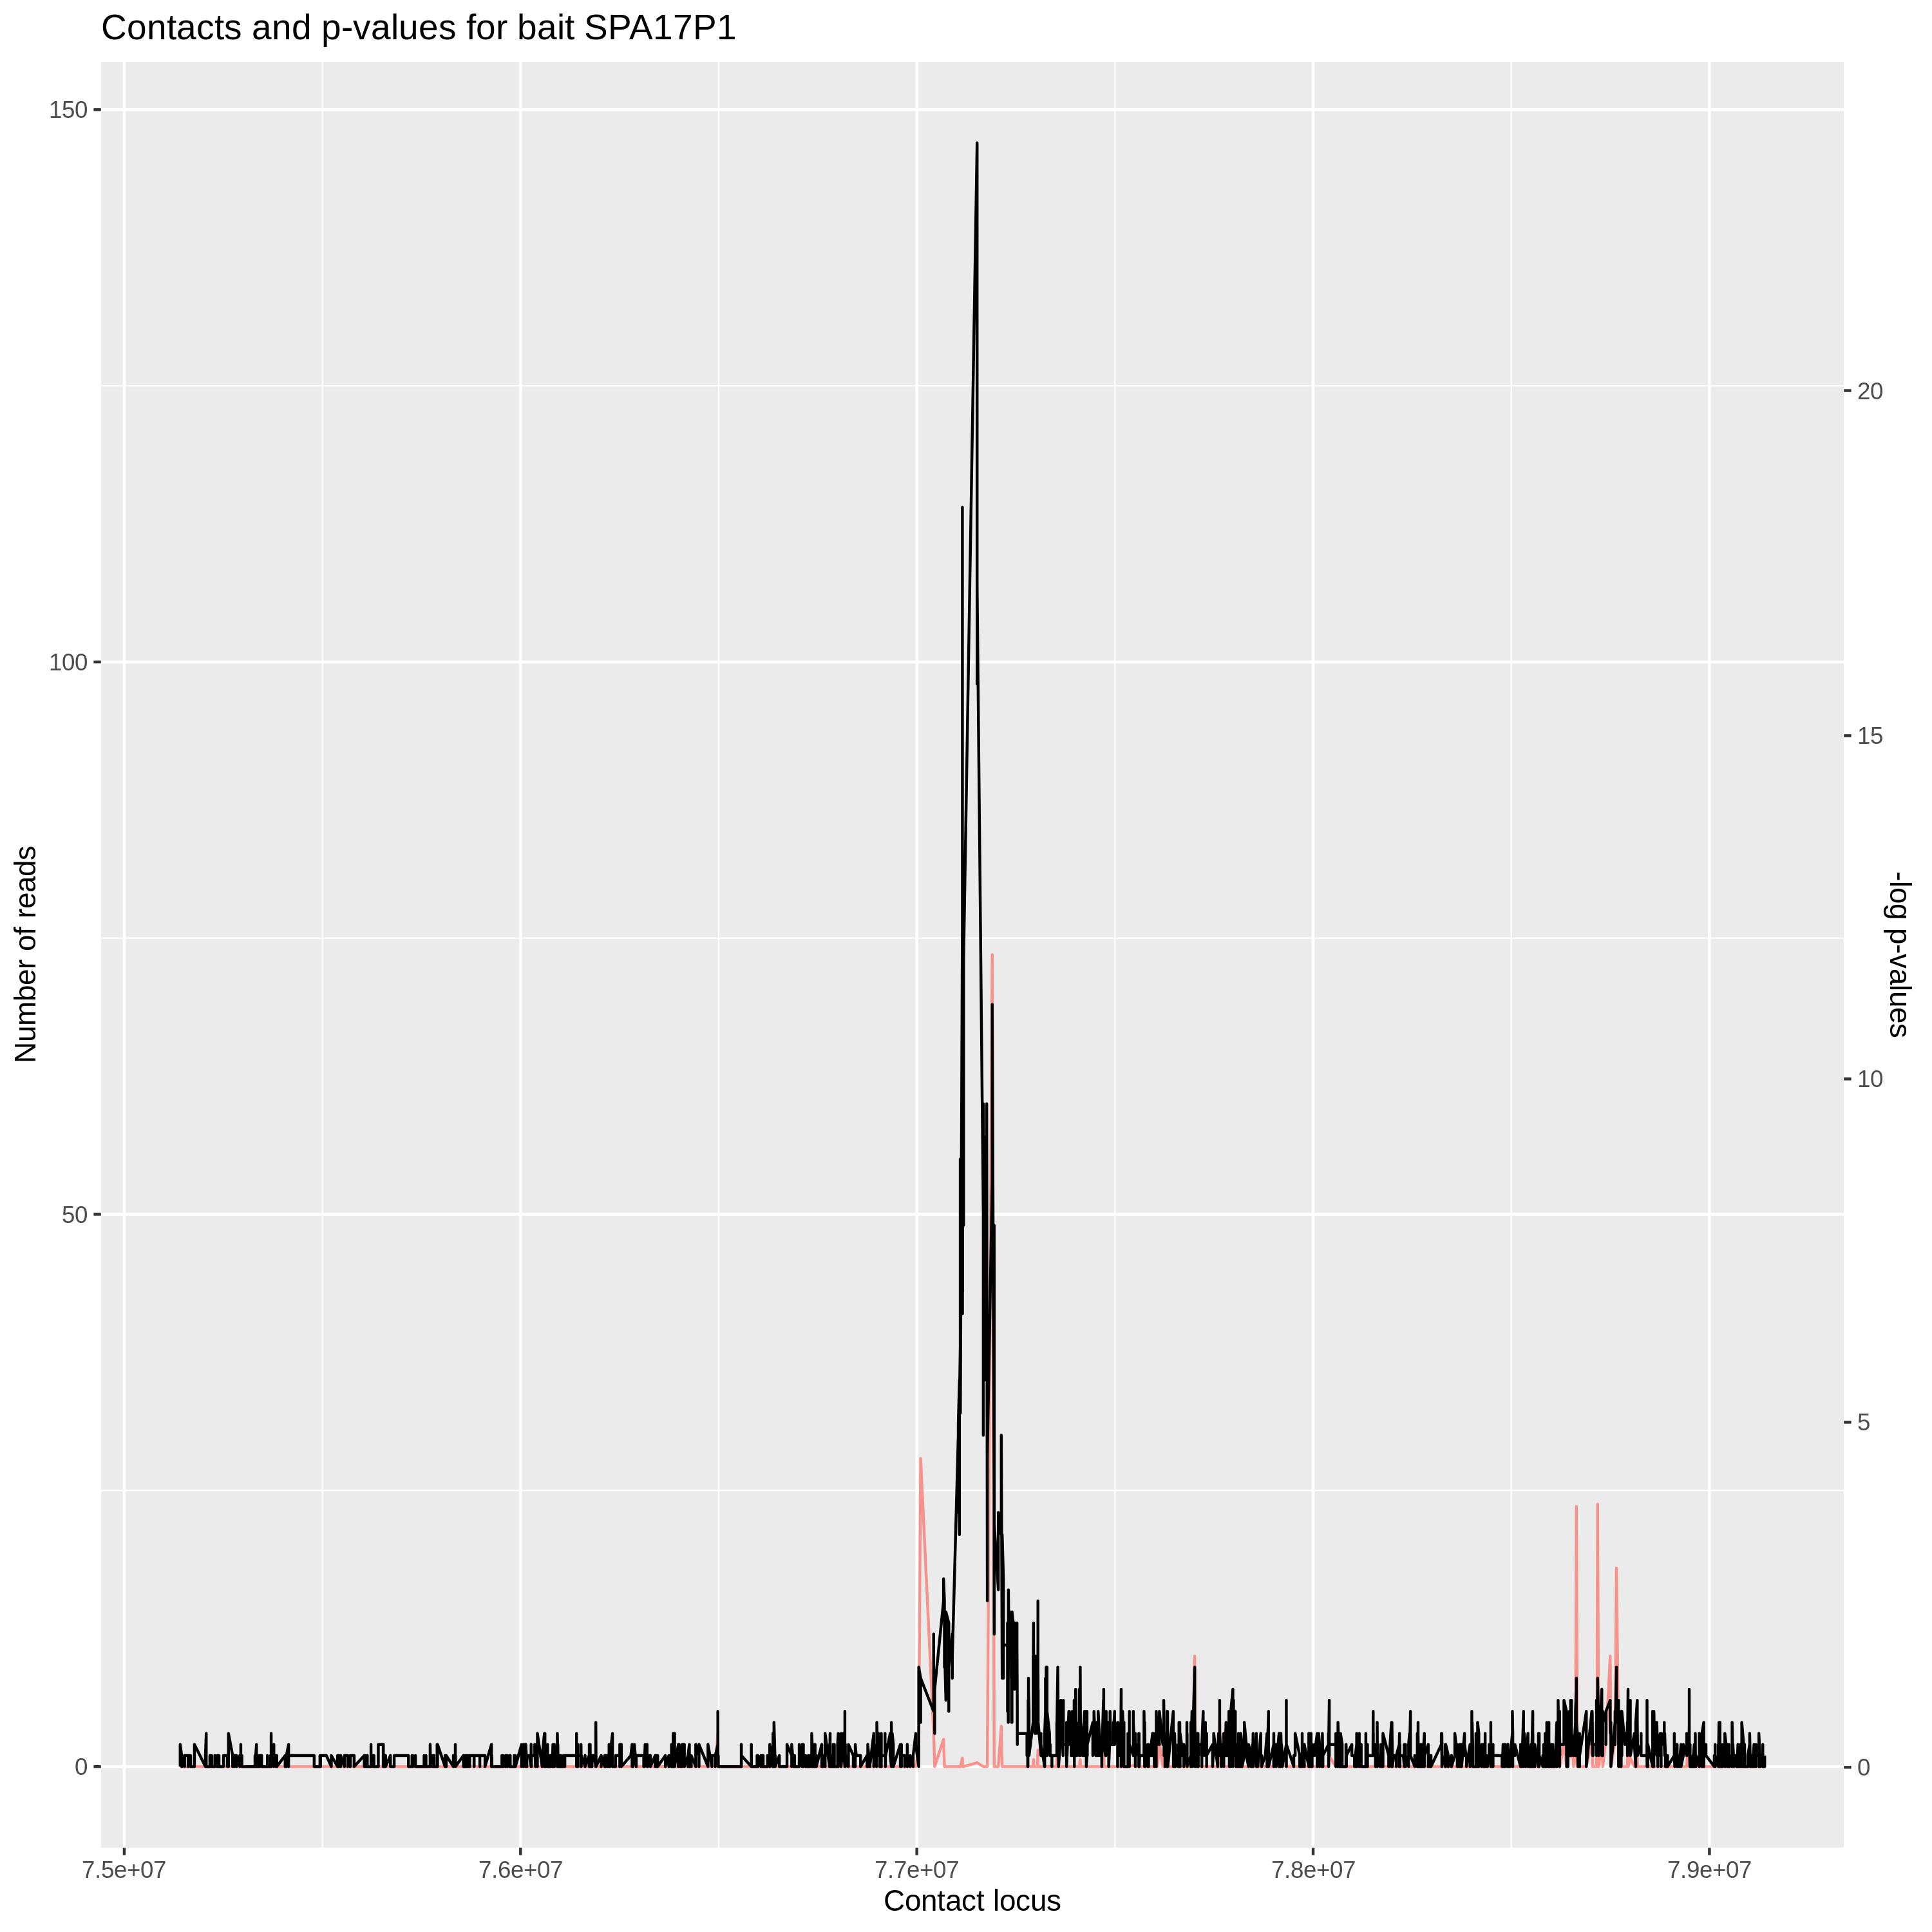 Contacts and p-values for bait SPA17P1
150
100
50
0
Number of reads
20
15
10
5
0
-log p-values
7.5e+07
7.6e+07
7.7e+07
7.8e+07
7.9e+07
Contact locus